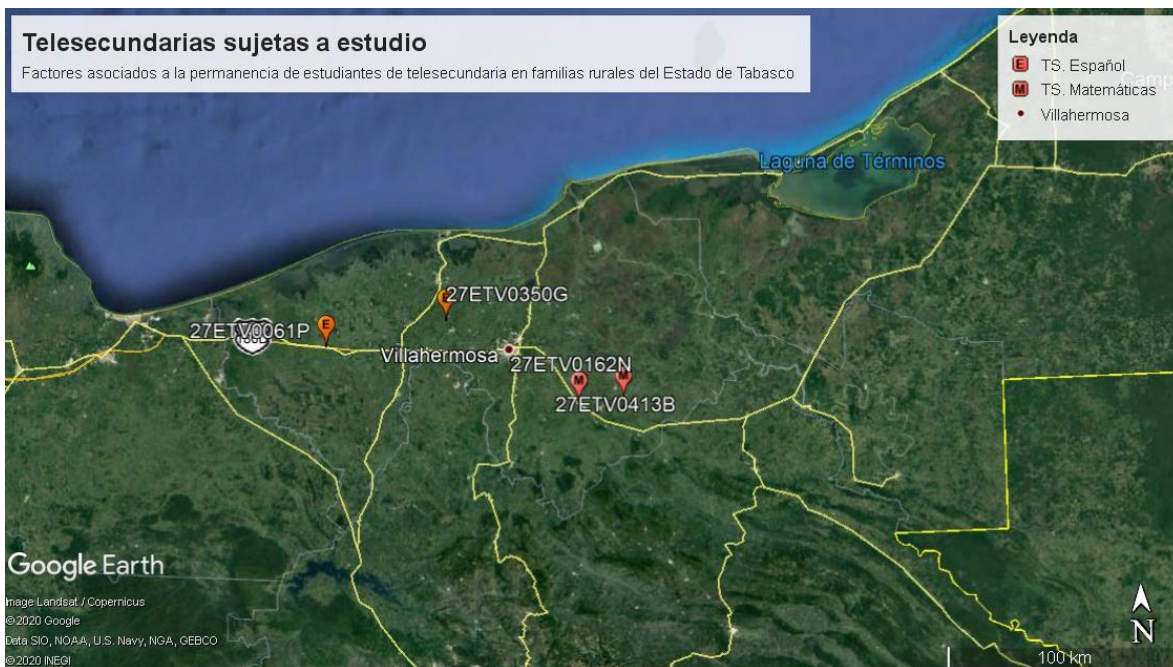 Telesecundarias sujetas a estudio
Factores asociados a la permanencia de estudiantes de telesecundaria en familias rurales del Estado de Tabasco
Leyenda
E TS. Español
M TS. Matemáticas
Villahermosa
Camp
Laguna de Términos
27ETV0350G
E
27ETV0061P
Villahermosa
27ETV0162N
M
M
27ETV0413B
Google Earth
Image Landsat / Copernicus
©2020 Google
Data SIO, NOAA, U.S. Navy, NGA, GEBCO
©2020 INEGI
N
100 km